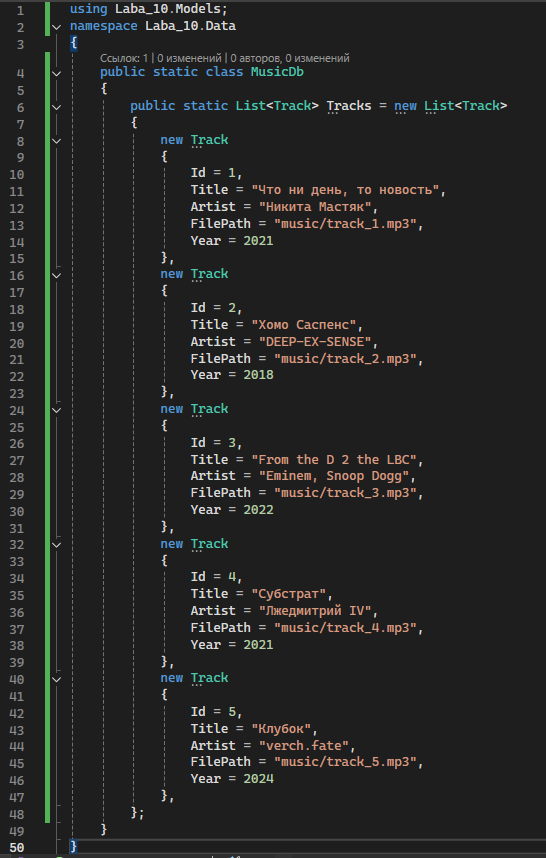 1 using Laba_10.Models;
2 namespace Laba_10.Data
3 {
Ссылок: 1 | 0 изменений | 0 авторов, 0 изменений
4 public static class MusicDb
5 {
6 public static List<Track> Tracks = new List<Track>
7 {
8 new Track
9 {
10 Id = 1,
11 Title = "Что ни день, то новость",
12 Artist = "Никита Мастяк",
13 FilePath = "music/track_1.mp3",
14 Year = 2021
15 },
16 new Track
17 {
18 Id = 2,
19 Title = "Хомо Саспенс",
20 Artist = "DEEP-EX-SENSE",
21 FilePath = "music/track_2.mp3",
22 Year = 2018
23 },
24 new Track
25 {
26 Id = 3,
27 Title = "From the D 2 the LBC",
28 Artist = "Eminem, Snoop Dogg",
29 FilePath = "music/track_3.mp3",
30 Year = 2022
31 },
32 new Track
33 {
34 Id = 4,
35 Title = "Субстрат",
36 Artist = "Лжедмитрий IV",
37 FilePath = "music/track_4.mp3",
38 Year = 2021
39 },
40 new Track
41 {
42 Id = 5,
43 Title = "Клубок",
44 Artist = "verch.fate",
45 FilePath = "music/track_5.mp3",
46 Year = 2024
47 },
48 };
49 }
50 }